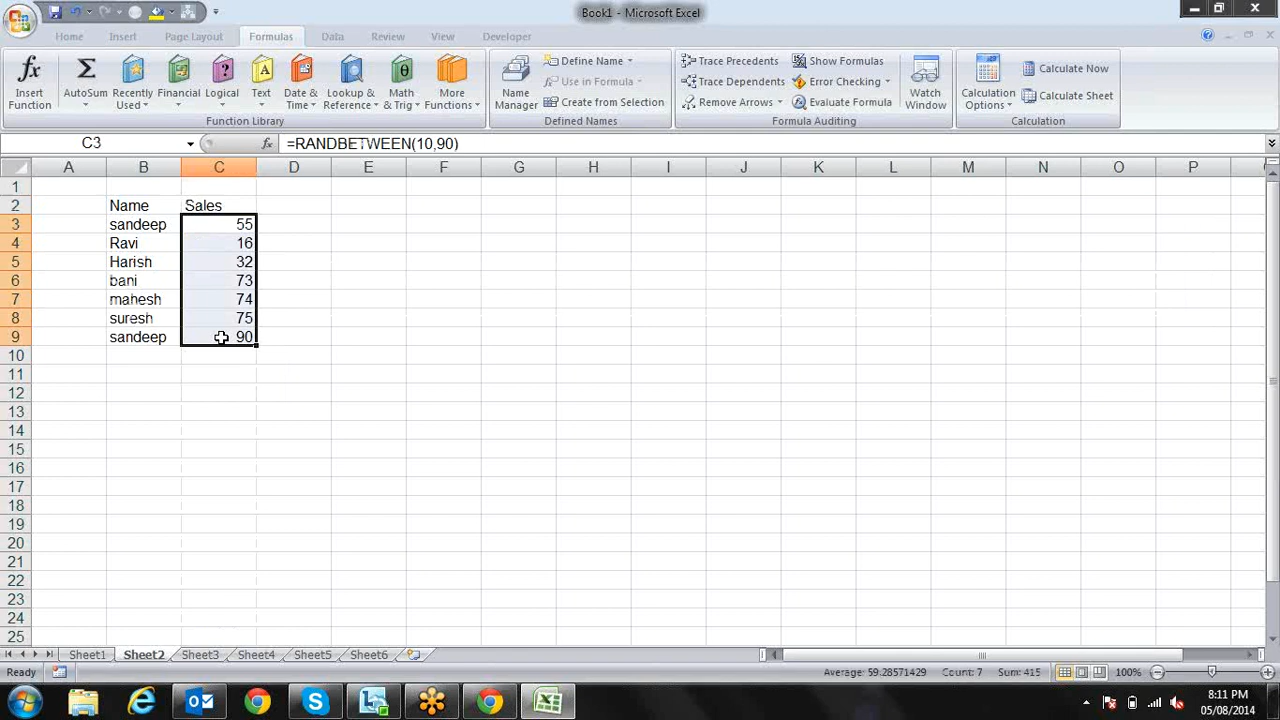 Book1 - Microsoft Excel
Home Insert Page Layout Formulas Data Review View Developer
Insert Function
AutoSum
Recently Used
Financial
Logical
Text
Date & Time
Lookup & Reference
Math & Trig
More Functions
Function Library
Name Manager
Define Name
Use in Formula
Create from Selection
Defined Names
Trace Precedents
Trace Dependents
Remove Arrows
Show Formulas
Error Checking
Evaluate Formula
Formula Auditing
Watch Window
Calculation Options
Calculate Now
Calculate Sheet
Calculation
C3 fx =RANDBETWEEN(10,90)
A B C D E F G H I J K L M N O P
1
2 Name Sales
3 sandeep 55
4 Ravi 16
5 Harish 32
6 bani 73
7 mahesh 74
8 suresh 75
9 sandeep 90
10
11
12
13
14
15
16
17
18
19
20
21
22
23
24
25
Sheet1 Sheet2 Sheet3 Sheet4 Sheet5 Sheet6
Ready Average: 59.28571429 Count: 7 Sum: 415 100%
8:11 PM
05/08/2014